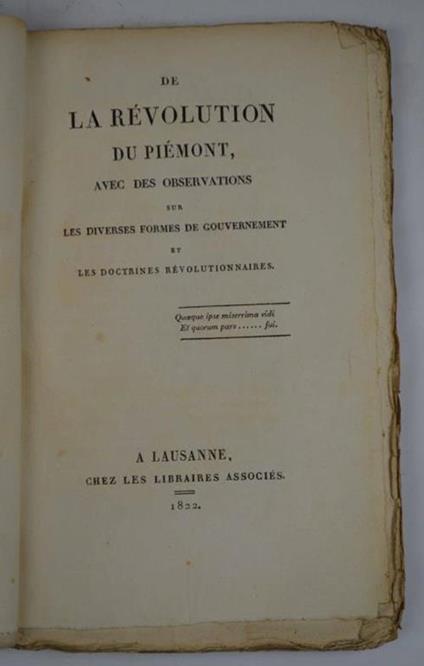 DE
LA RÉVOLUTION
DU PIÉMONT,
AVEC DES OBSERVATIONS
SUR
LES DIVERSES FORMES DE GOUVERNEMENT
ET
LES DOCTRINES RÉVOLUTIONNAIRES.
Quæque ipse miserrima vidi
Et quorum pars ...... fui.
A LAUSANNE,
CHEZ LES LIBRAIRES ASSOCIÉS.
1822.